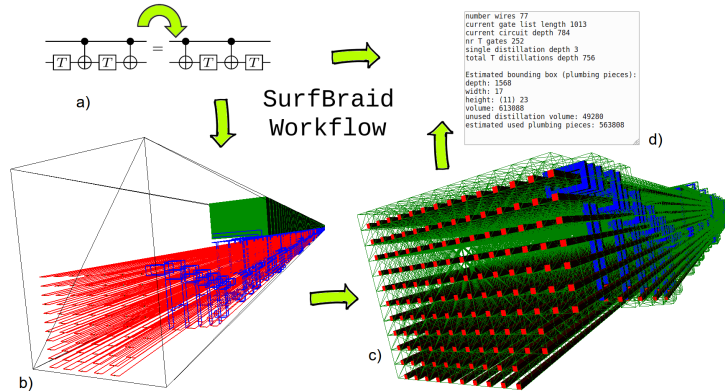 T
T
=
T
T
a)
SurfBraid
Workflow
number wires 77
current gate list length 1013
current circuit depth 784
nr T gates 252
single distillation depth 3
total T distillations depth 756
Estimated bounding box (plumbing pieces):
depth: 1568
width: 17
height: (11) 23
volume: 613088
unused distillation volume: 49280
estimated used plumbing pieces: 563808
d)
b)
c)